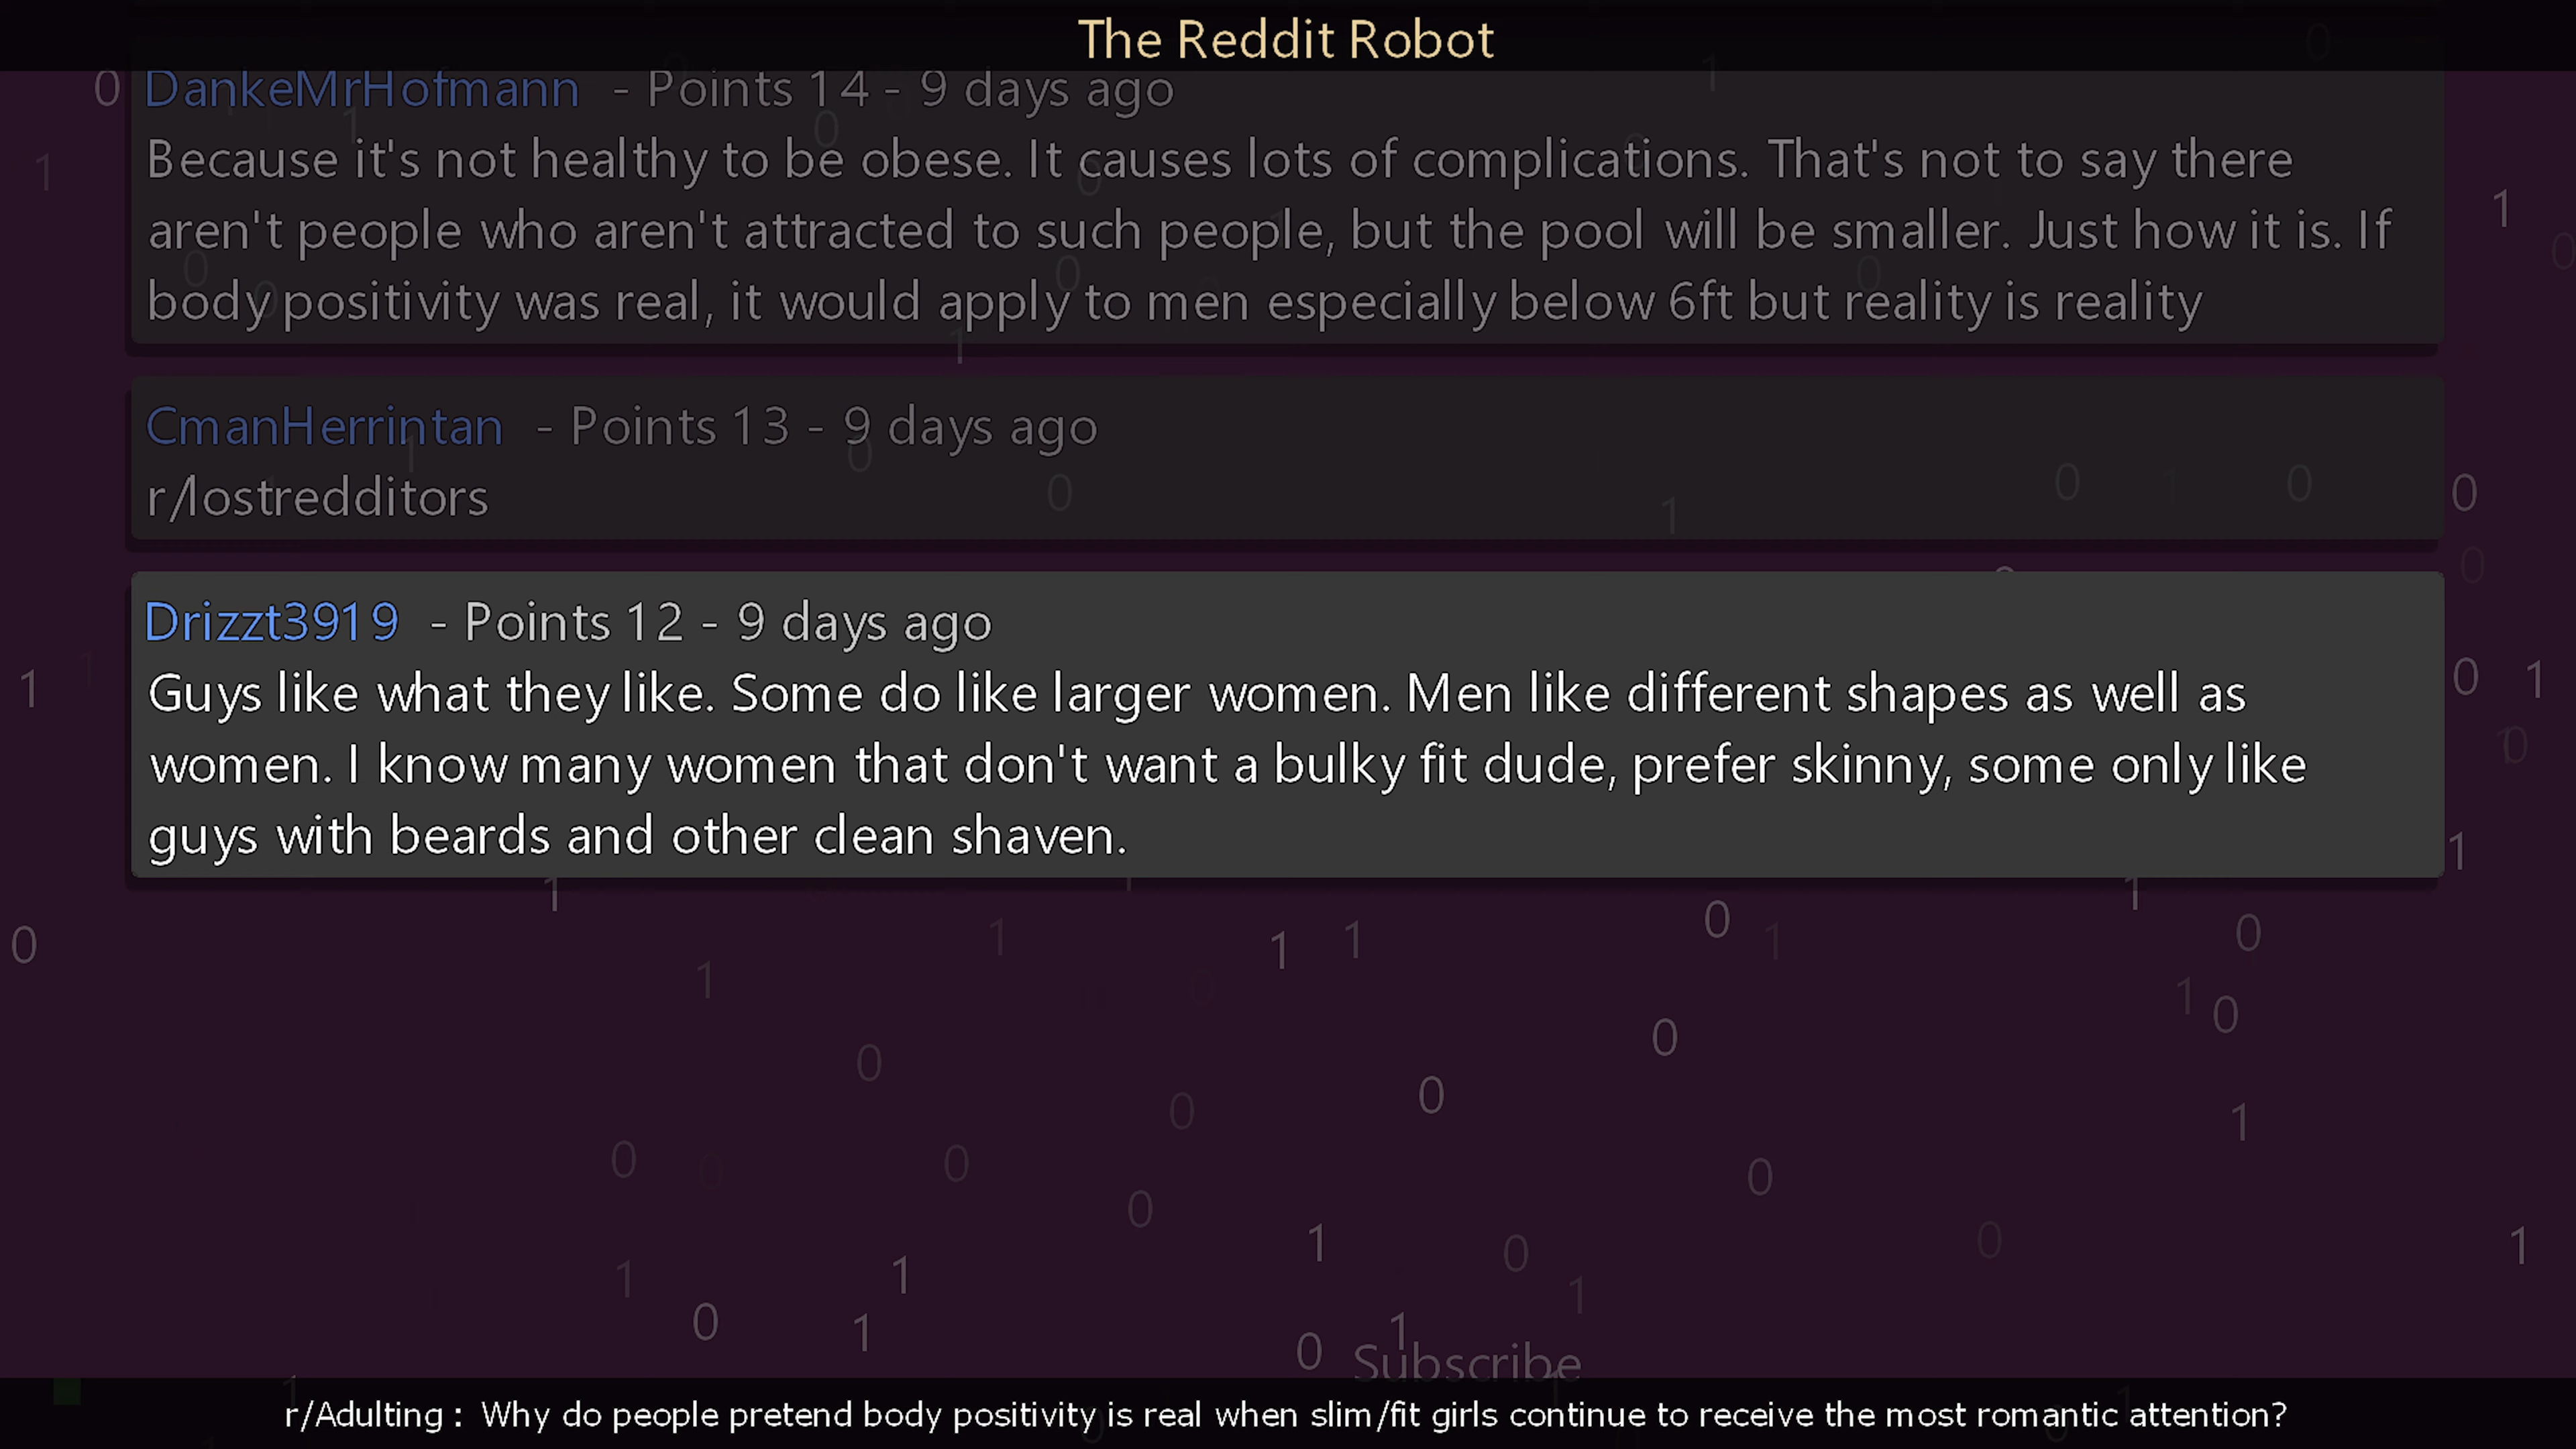 The Reddit Robot
DankeMrHofmann - Points 14 - 9 days ago
Because it's not healthy to be obese. It causes lots of complications. That's not to say there
aren't people who aren't attracted to such people, but the pool will be smaller. Just how it is. If
body positivity was real, it would apply to men especially below 6ft but reality is reality
CmanHerrintan - Points 13 - 9 days ago
r/lostredditors
Drizzt3919 - Points 12 - 9 days ago
Guys like what they like. Some do like larger women. Men like different shapes as well as
women. I know many women that don't want a bulky fit dude, prefer skinny, some only like
guys with beards and other clean shaven.
Subscribe
r/Adulting : Why do people pretend body positivity is real when slim/fit girls continue to receive the most romantic attention?